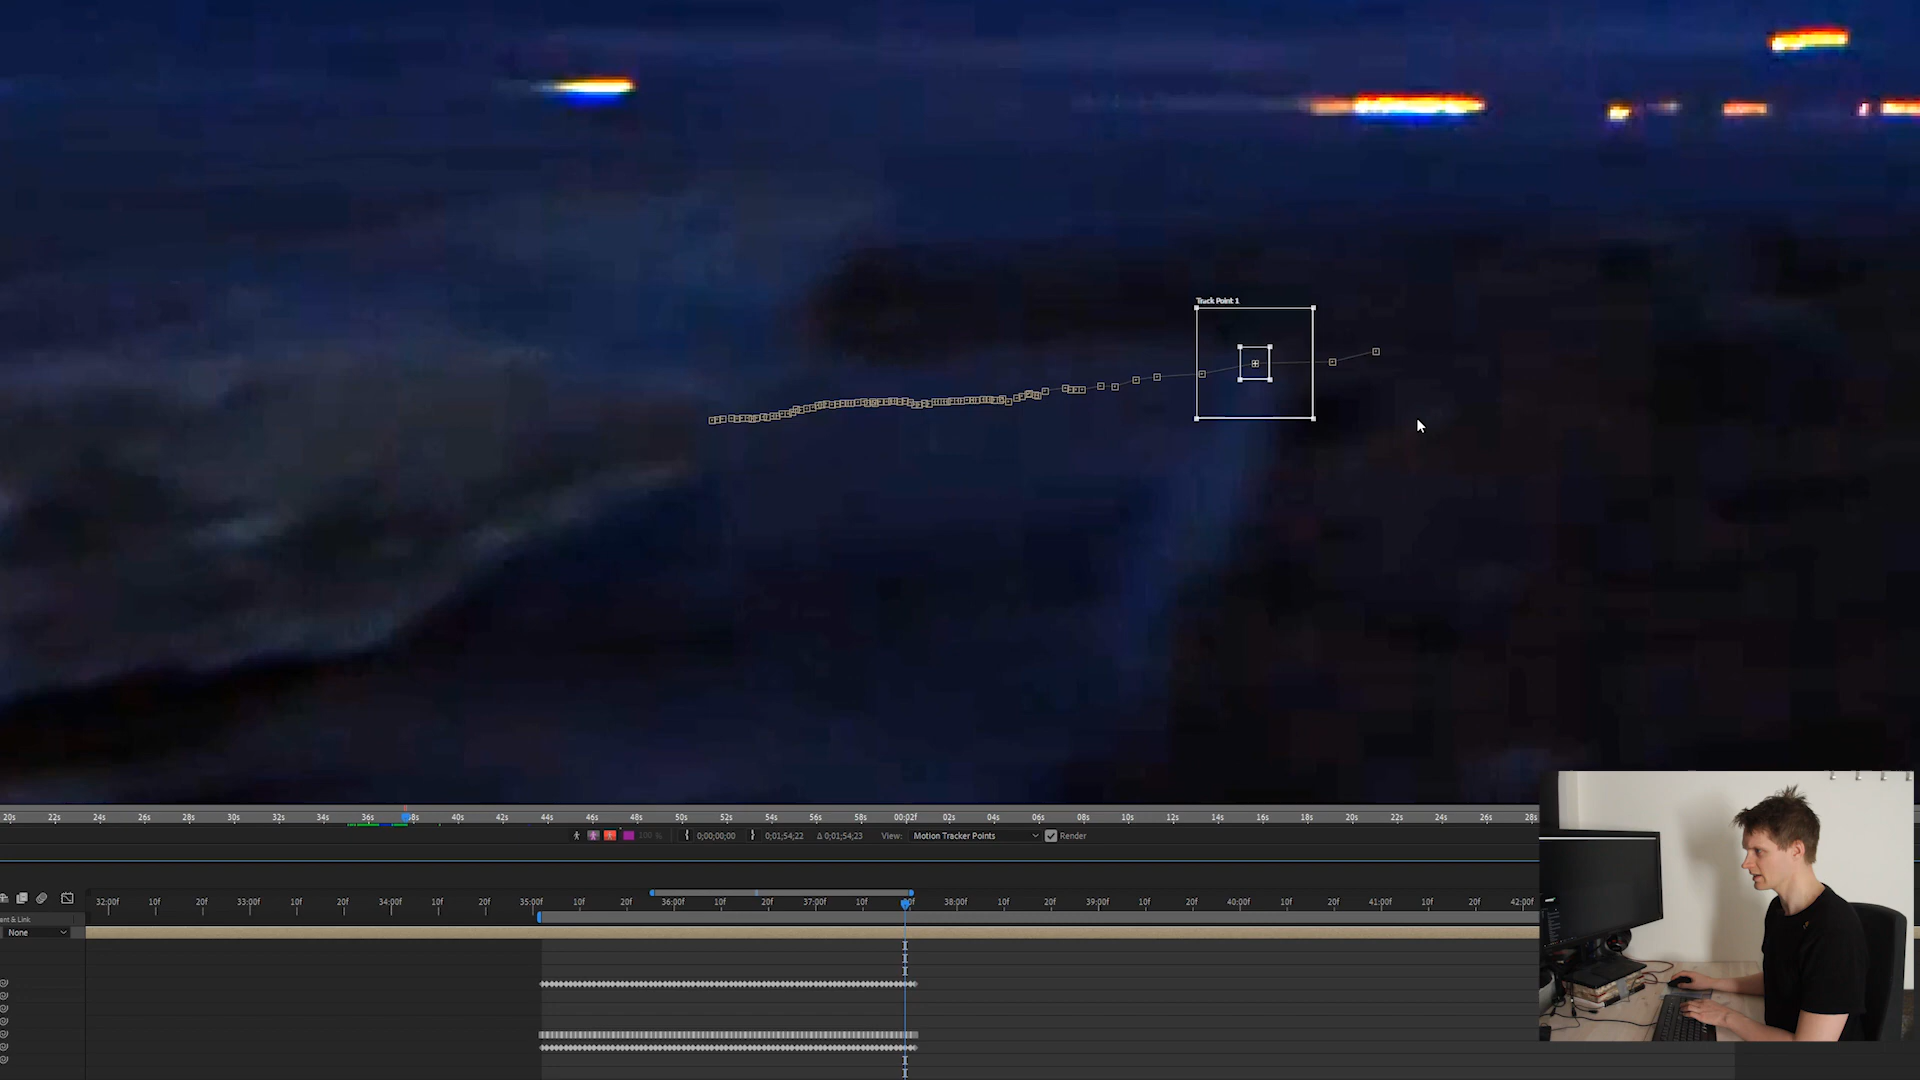 Track Point 1
20s 22s 24s 26s 28s 30s 32s 34s 36s 38s 40s 42s 44s 46s 48s 50s 52s 54s 56s 58s 00:02f 02s 04s 06s 08s 10s 12s 14s 16s 18s 20s 22s 24s 26s 28s
100 % 0;00;00;00 0;01;54;22 Δ 0;01;54;23 View: Motion Tracker Points Render
32:00f 10f 20f 33:00f 10f 20f 34:00f 10f 20f 35:00f 10f 20f 36:00f 10f 20f 37:00f 10f 38:00f 10f 20f 39:00f 10f 20f 40:00f 10f 20f 41:00f 10f 20f 42:00f
ent & Link
None